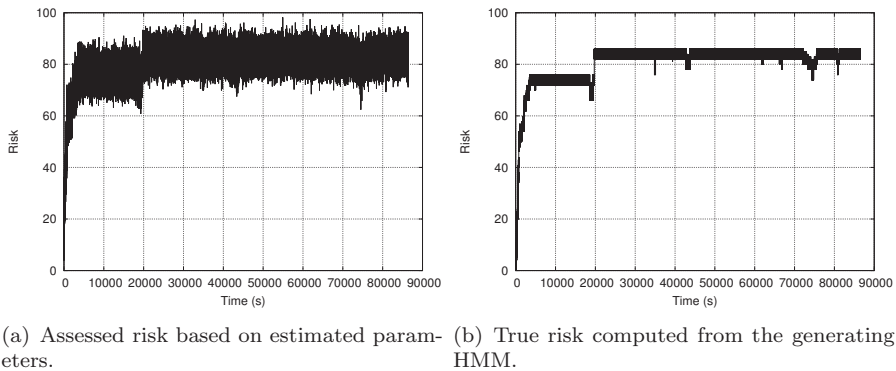 100
80
60
40
20
0
Risk
0 10000 20000 30000 40000 50000 60000 70000 80000 90000
Time (s)
100
80
60
40
20
0
Risk
0 10000 20000 30000 40000 50000 60000 70000 80000 90000
Time (s)
(a) Assessed risk based on estimated param-
eters.
(b) True risk computed from the generating
HMM.